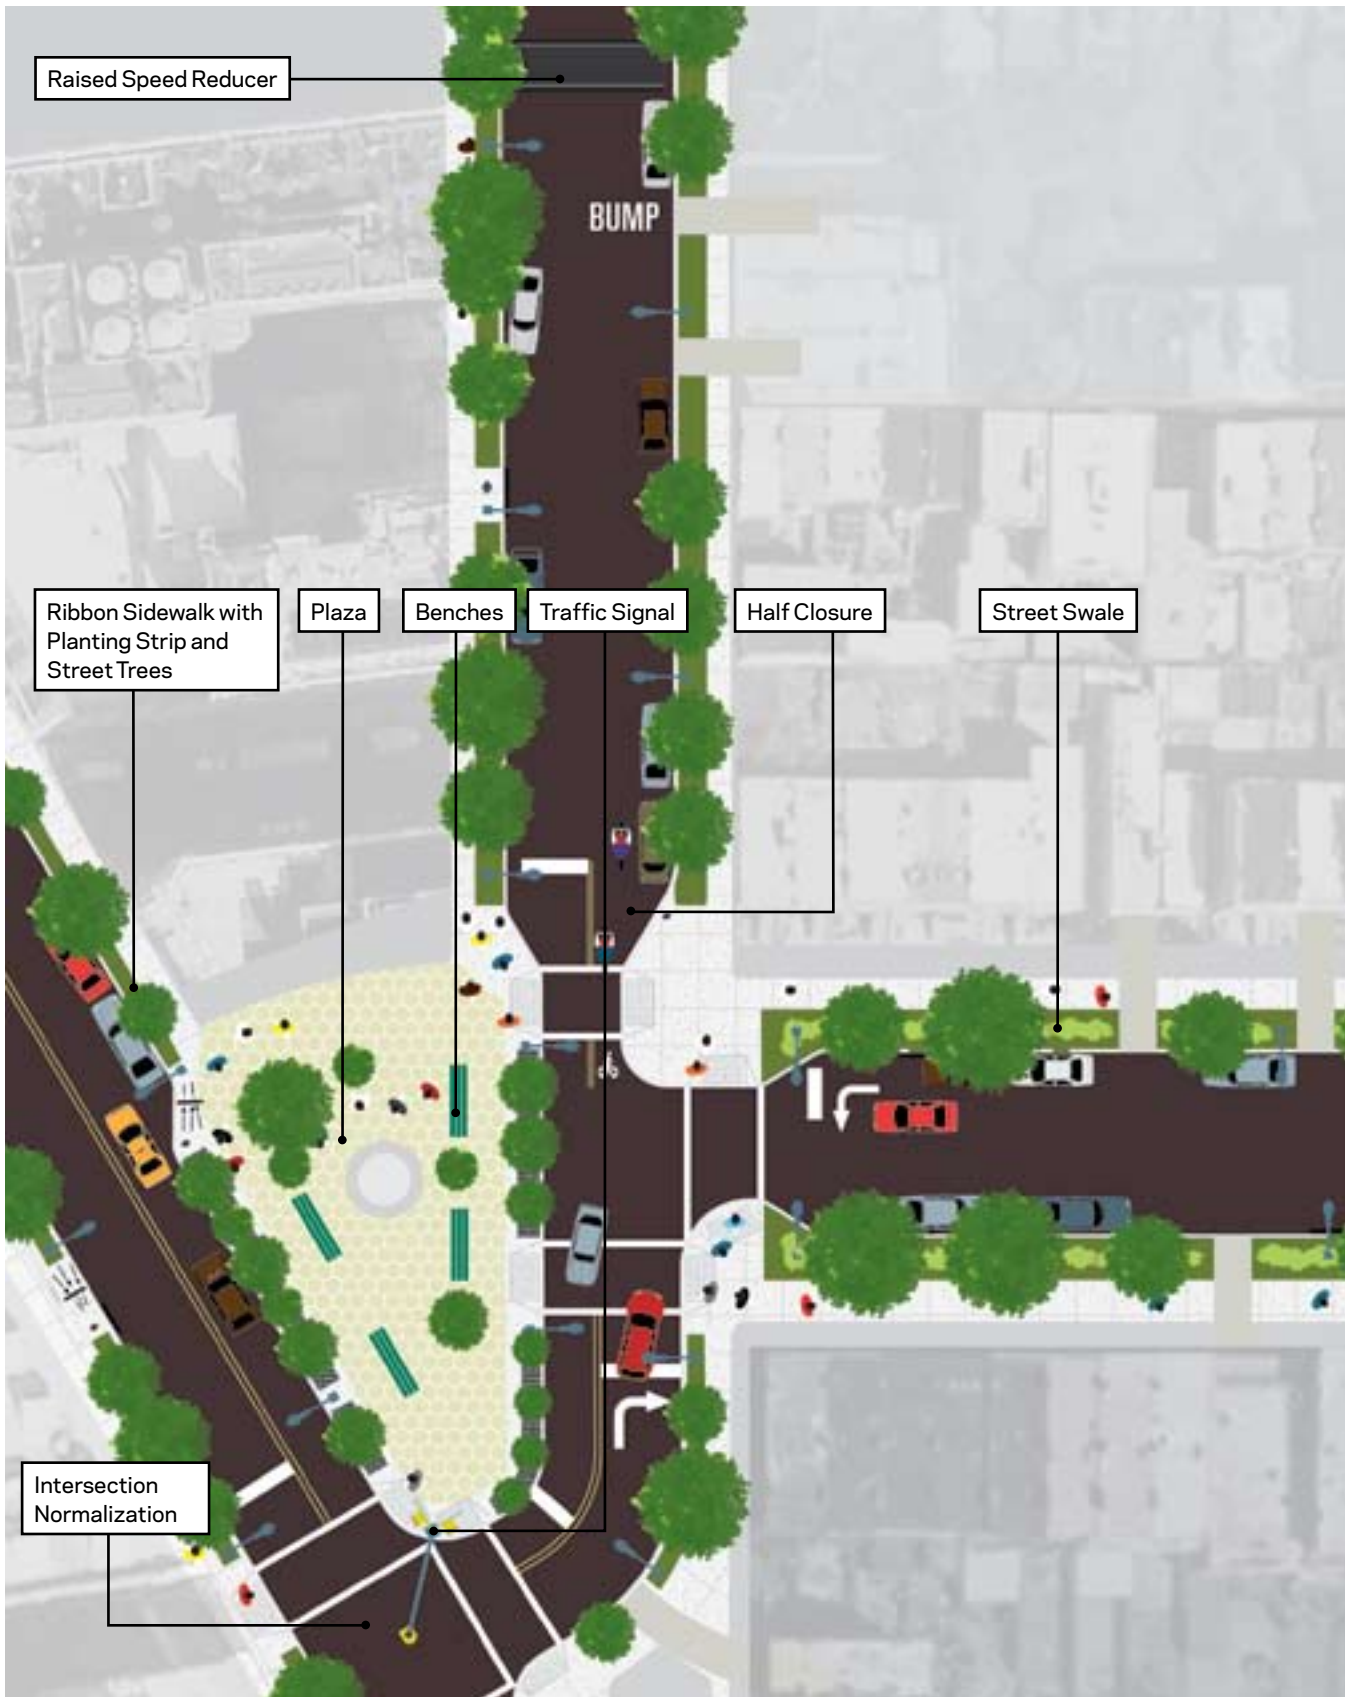 Raised Speed Reducer
BUMP
Ribbon Sidewalk with
Planting Strip and
Street Trees
Plaza
Benches
Traffic Signal
Half Closure
Street Swale
Intersection
Normalization